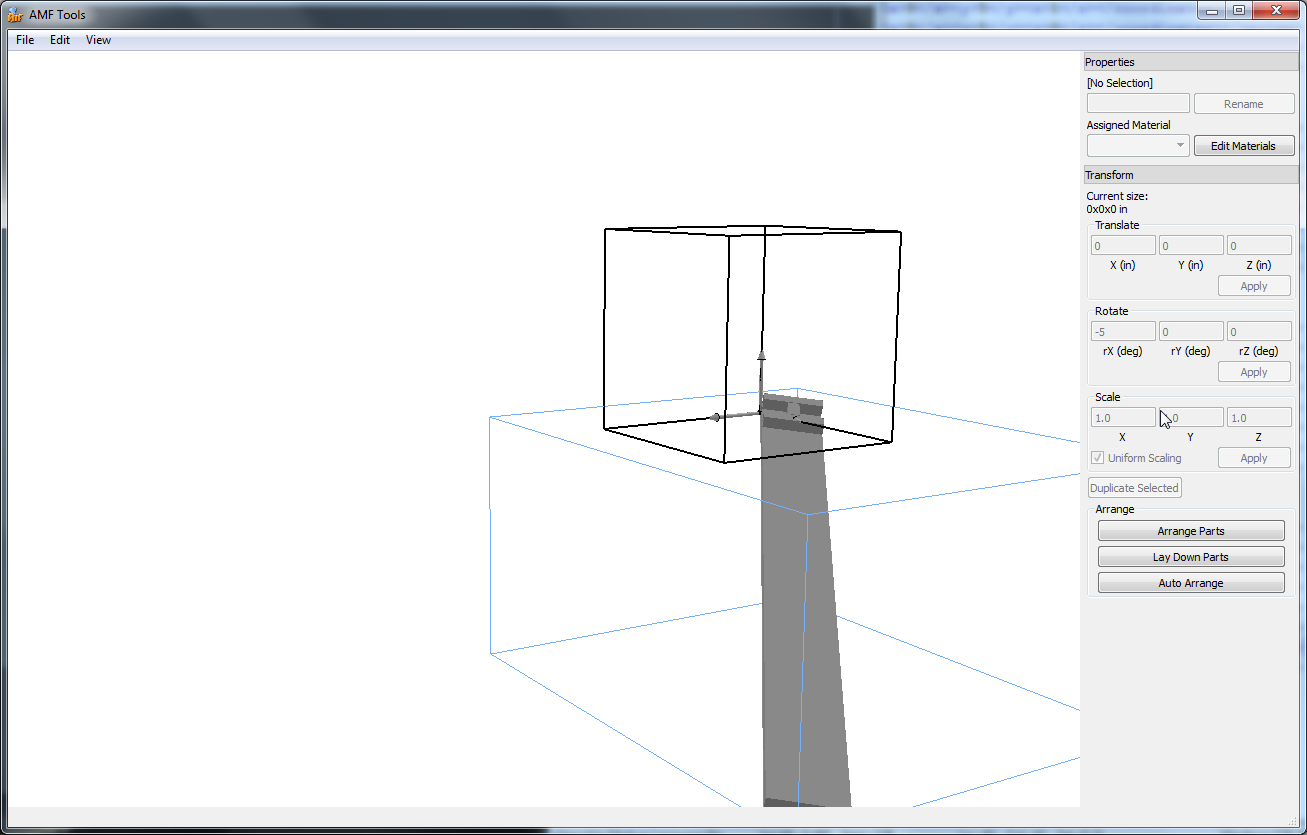 AMF Tools
File Edit View
Properties
[No Selection]
Rename
Assigned Material
Edit Materials
Transform
Current size:
0x0x0 in
Translate
0 0 0
X (in) Y (in) Z (in)
Apply
Rotate
-5 0 0
rX (deg) rY (deg) rZ (deg)
Apply
Scale
1.0 1.0
X Y Z
Uniform Scaling Apply
Duplicate Selected
Arrange
Arrange Parts
Lay Down Parts
Auto Arrange